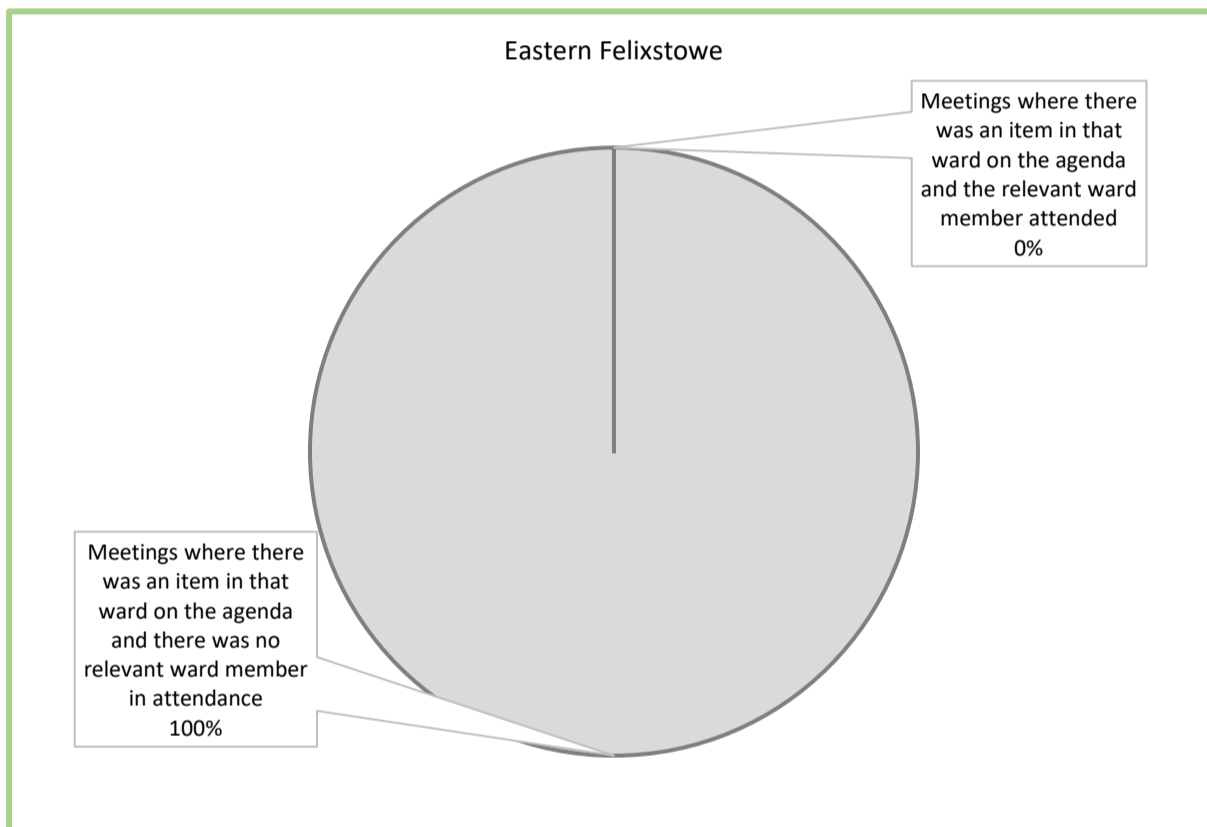 Eastern Felixstowe
Meetings where there
was an item in that
ward on the agenda
and the relevant ward
member attended
0%
Meetings where there
was an item in that
ward on the agenda
and there was no
relevant ward member
in attendance
100%